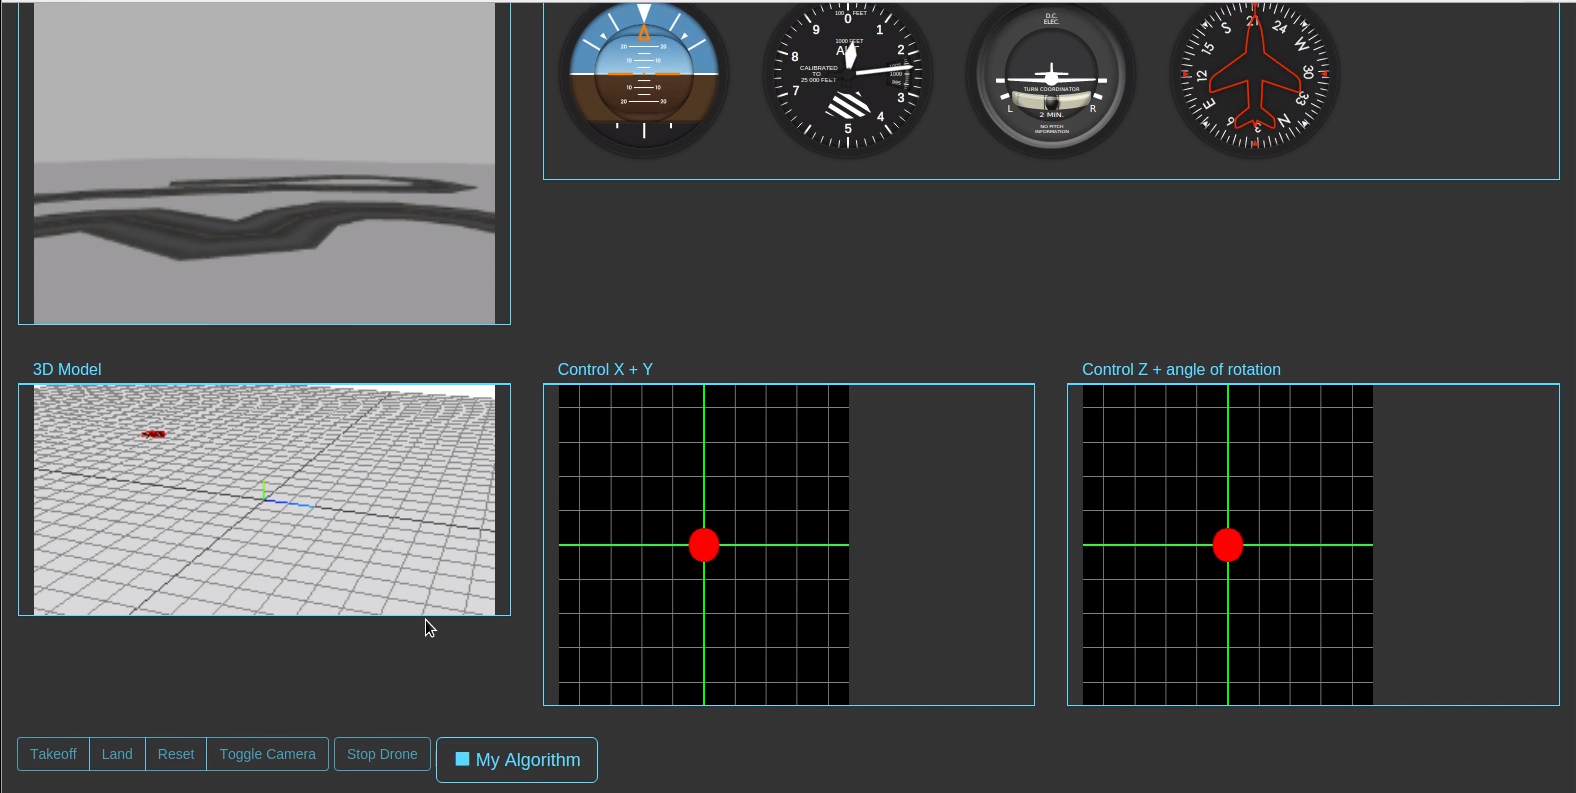 20 20
10 10
10 10
20 20
100 FEET
0
9 1
1000 FEET
8 ALT 2
CALIBRATED
TO
25 000 FEET
1000
7 3
4
5
D.C.
ELEC.
TURN COORDINATOR
L R
2 MIN.
NO PITCH
INFORMATION
21
S 24
15 W
12 30
E 33
6 N
3
3D Model
Control X + Y
Control Z + angle of rotation
Takeoff Land Reset Toggle Camera Stop Drone My Algorithm